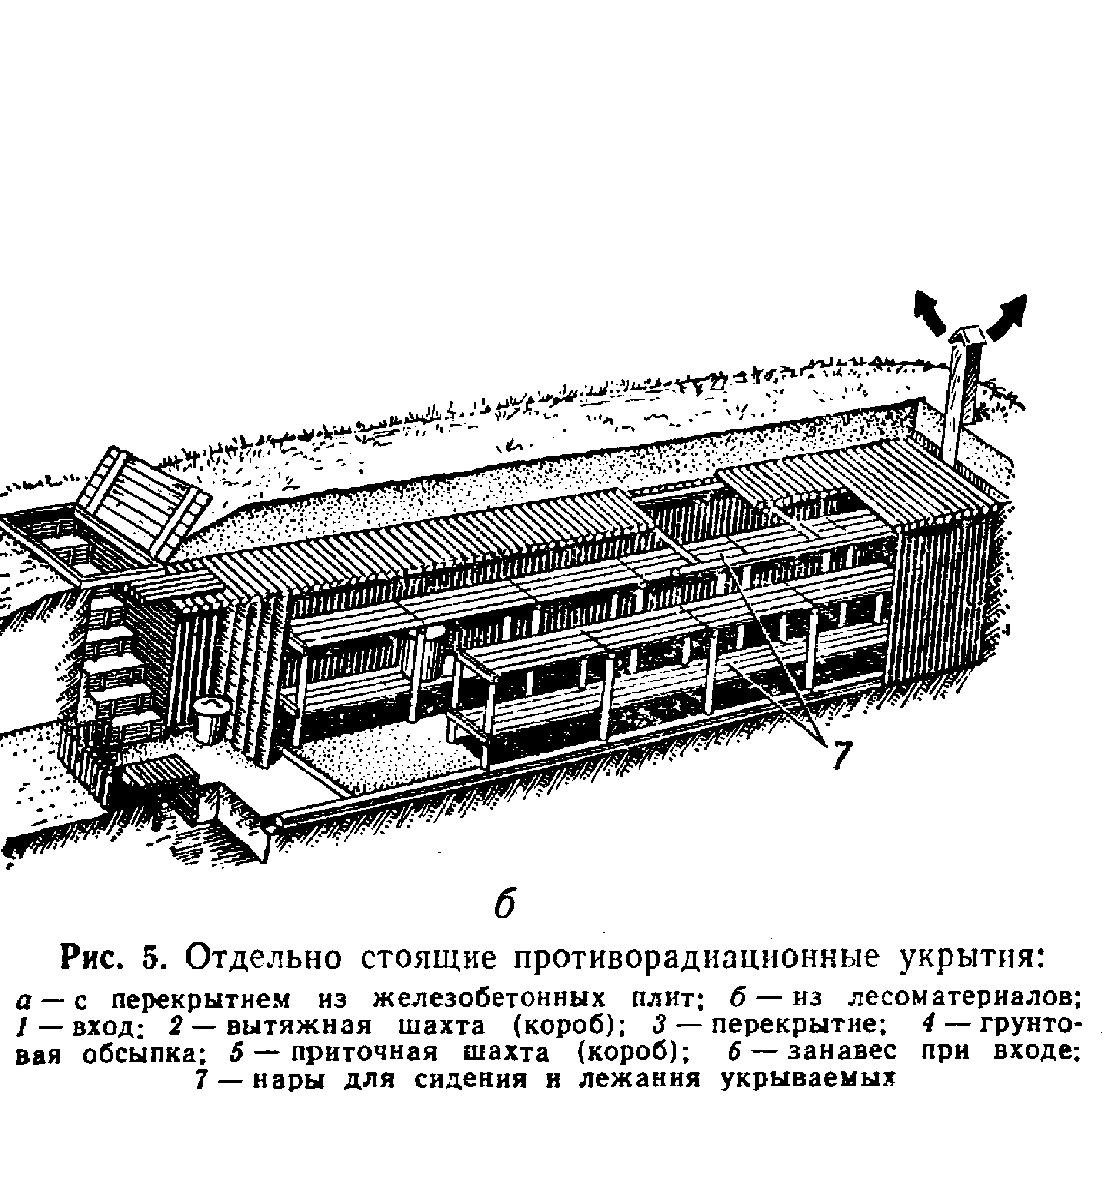 7
б
Рис. 5. Отдельно стоящие противорадиационные укрытия:
а — с перекрытием из железобетонных плит; б — из лесоматериалов;
1 — вход; 2 — вытяжная шахта (короб); 3 — перекрытие; 4 — грунто-
вая обсыпка; 5 — приточная шахта (короб); 6 — занавес при входе;
7 — нары для сидения и лежания укрываемых